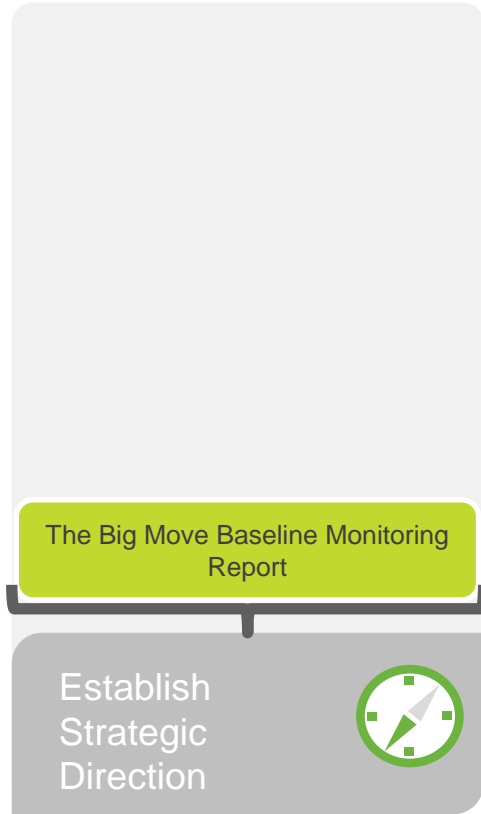 The Big Move Baseline Monitoring
Report
Establish
Strategic
Direction